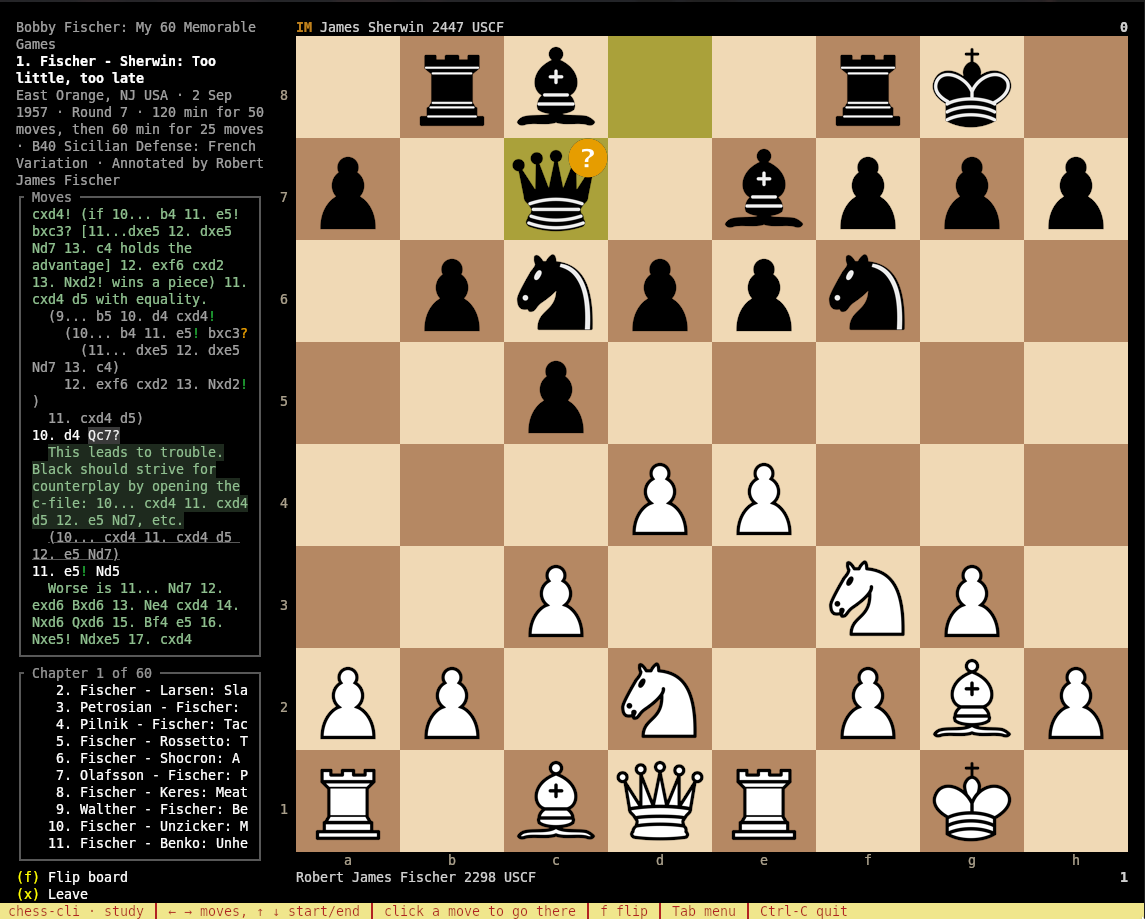 Bobby Fischer: My 60 Memorable
Games
1. Fischer - Sherwin: Too
little, too late
East Orange, NJ USA · 2 Sep
1957 · Round 7 · 120 min for 50
moves, then 60 min for 25 moves
· B40 Sicilian Defense: French
Variation · Annotated by Robert
James Fischer
Moves
cxd4! (if 10... b4 11. e5!
bxc3? [11...dxe5 12. dxe5
Nd7 13. c4 holds the
advantage] 12. exf6 cxd2
13. Nxd2! wins a piece) 11.
cxd4 d5 with equality.
(9... b5 10. d4 cxd4!
(10... b4 11. e5! bxc3?
(11... dxe5 12. dxe5
Nd7 13. c4)
12. exf6 cxd2 13. Nxd2!
)
11. cxd4 d5)
10. d4 Qc7?
This leads to trouble.
Black should strive for
counterplay by opening the
c-file: 10... cxd4 11. cxd4
d5 12. e5 Nd7, etc.
(10... cxd4 11. cxd4 d5
12. e5 Nd7)
11. e5! Nd5
Worse is 11... Nd7 12.
exd6 Bxd6 13. Ne4 cxd4 14.
Nxd6 Qxd6 15. Bf4 e5 16.
Nxe5! Ndxe5 17. cxd4
Chapter 1 of 60
2. Fischer - Larsen: Sla
3. Petrosian - Fischer:
4. Pilnik - Fischer: Tac
5. Fischer - Rossetto: T
6. Fischer - Shocron: A
7. Olafsson - Fischer: P
8. Fischer - Keres: Meat
9. Walther - Fischer: Be
10. Fischer - Unzicker: M
11. Fischer - Benko: Unhe
(f) Flip board
(x) Leave
IM James Sherwin 2447 USCF 0
8
7
6
5
4
3
2
1
?
a b c d e f g h
Robert James Fischer 2298 USCF 1
chess-cli · study | ← → moves, ↑ ↓ start/end | click a move to go there | f flip | Tab menu | Ctrl-C quit